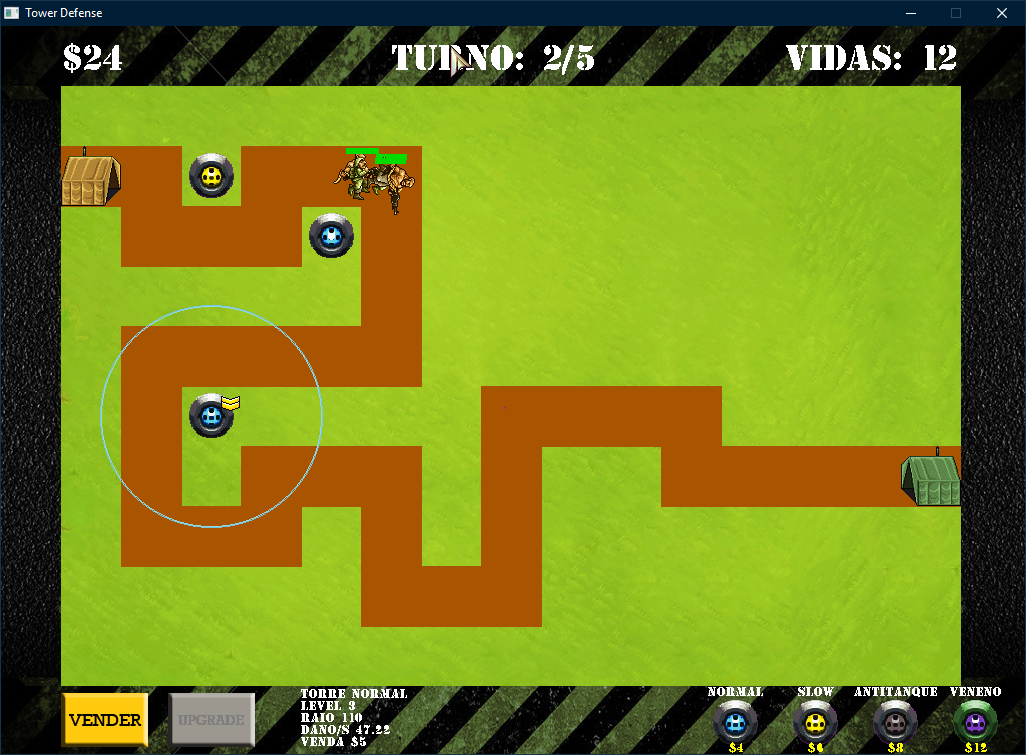 Tower Defense
$24 TURNO: 2/5 VIDAS: 12
VENDER
UPGRADE
TORRE NORMAL
LEVEL 3
RAIO 110
DANO/S 47.22
VENDA $5
NORMAL SLOW ANTITANQUE VENENO
$4 $6 $8 $12